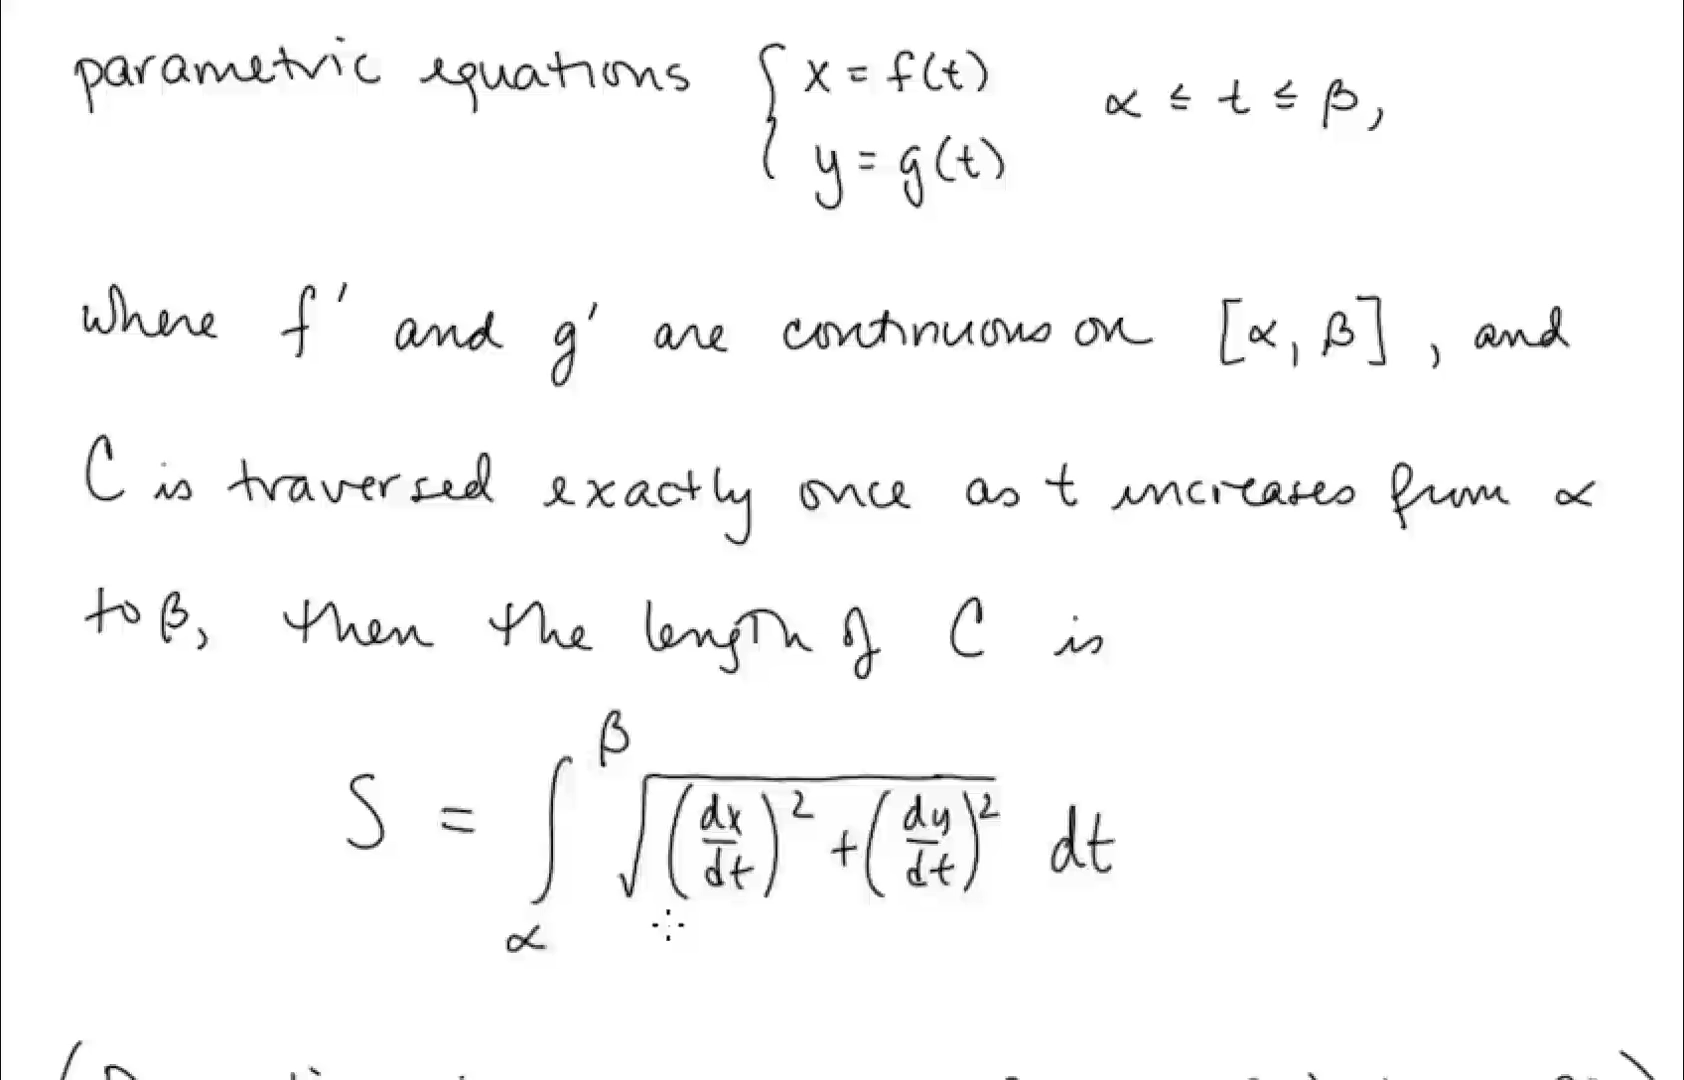 parametric equations { x = f(t) α ≤ t ≤ β,
y = g(t)
where f' and g' are continuous on [α, β], and
C is traversed exactly once as t increases from α
to β, then the length of C is
S = ∫_α^β √((dx/dt)² + (dy/dt)²) dt